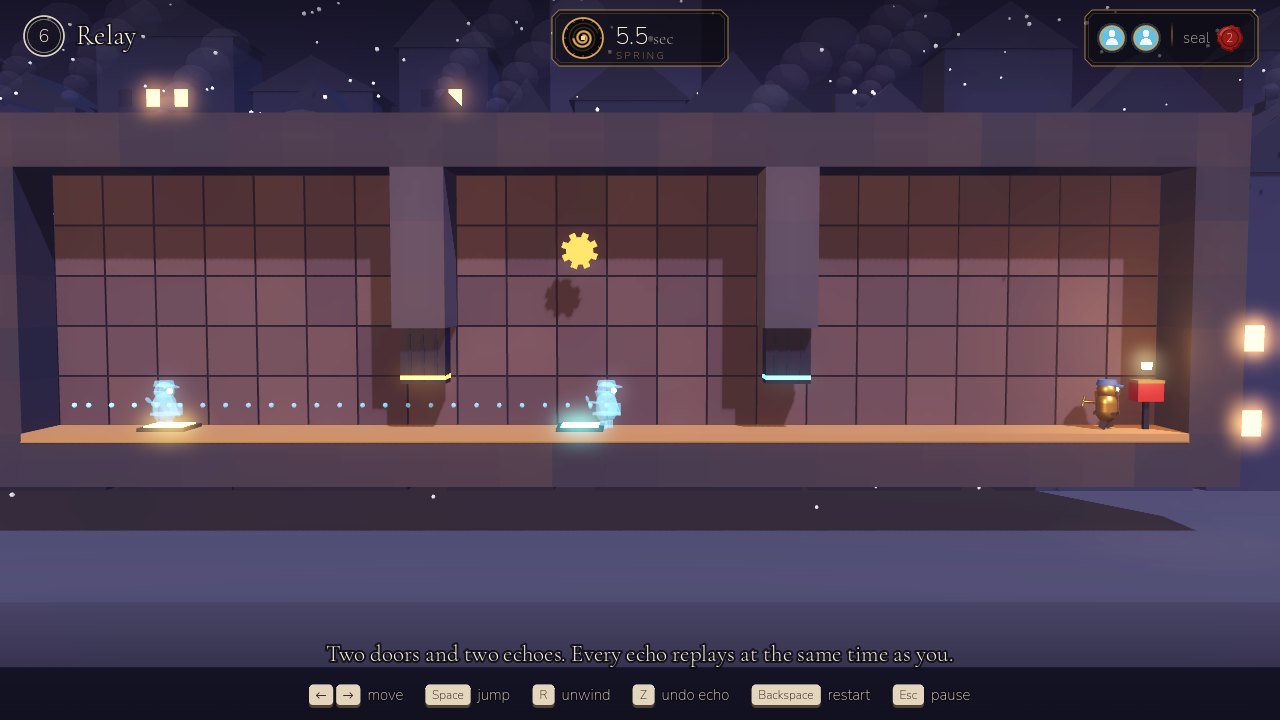 6 Relay
5.5 sec
SPRING
seal 2
Two doors and two echoes. Every echo replays at the same time as you.
← → move Space jump R unwind Z undo echo Backspace restart Esc pause